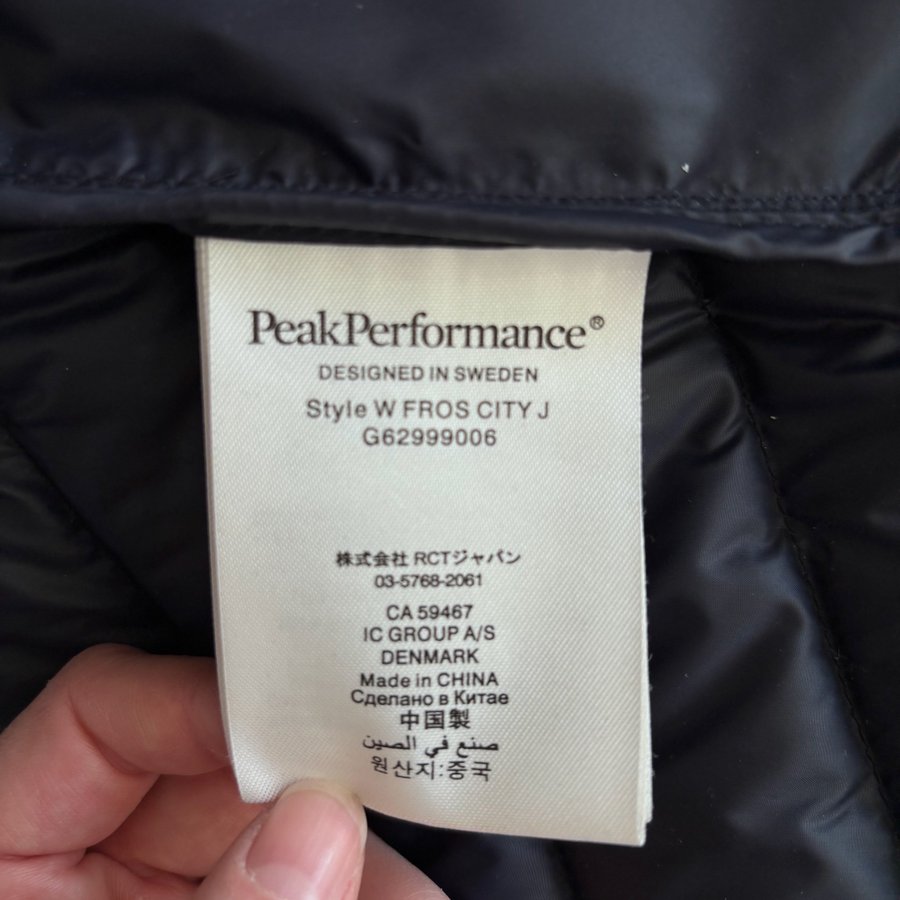 PeakPerformance®
DESIGNED IN SWEDEN
Style W FROS CITY J
G62999006
株式会社 RCTジャパン
03-5768-2061
CA 59467
IC GROUP A/S
DENMARK
Made in CHINA
Сделано в Китае
中国製
صنع في الصين
원산지:중국